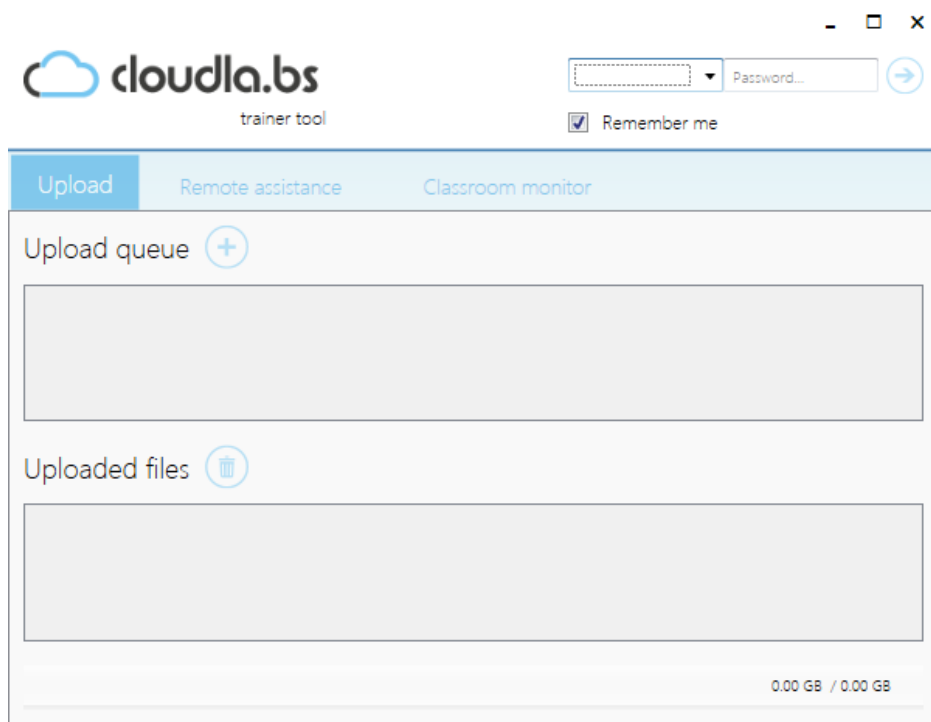 cloudla.bs
trainer tool
Password...
Remember me
Upload
Remote assistance
Classroom monitor
Upload queue
Uploaded files
0.00 GB / 0.00 GB